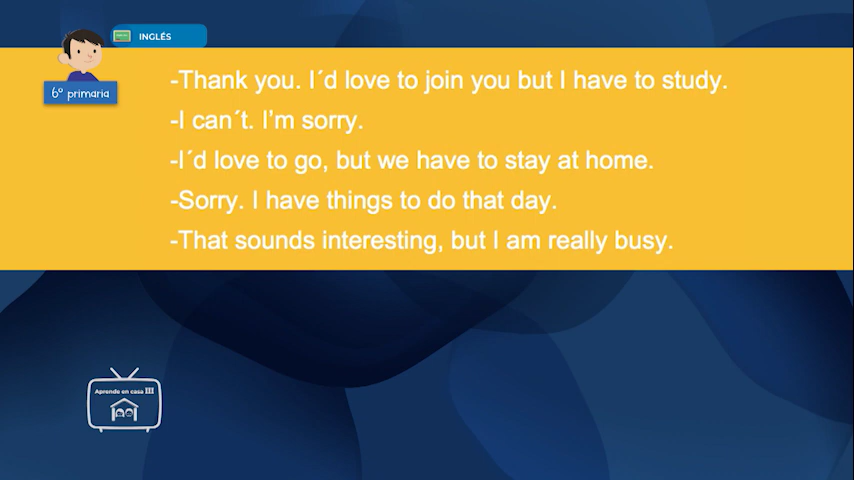 INGLÉS
6º primaria
-Thank you. I´d love to join you but I have to study.
-I can´t. I’m sorry.
-I´d love to go, but we have to stay at home.
-Sorry. I have things to do that day.
-That sounds interesting, but I am really busy.
Aprende en casa III